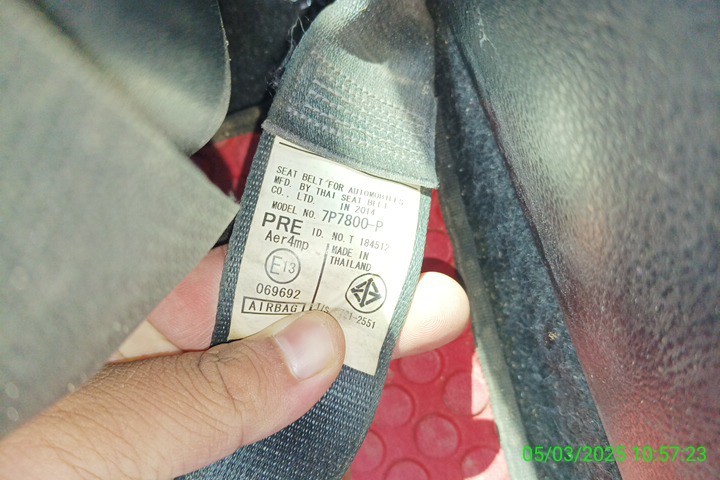 SEAT BELT FOR AUTOMOBILES
MFD. BY THAI SEAT BELT
CO., LTD. IN 2014
MODEL NO. 7P7800-P
PRE ID. NO. T 184512
Aer4mp
MADE IN
THAILAND
E13
069692
AIRBAG
-2551
05/03/2025 10:57:23